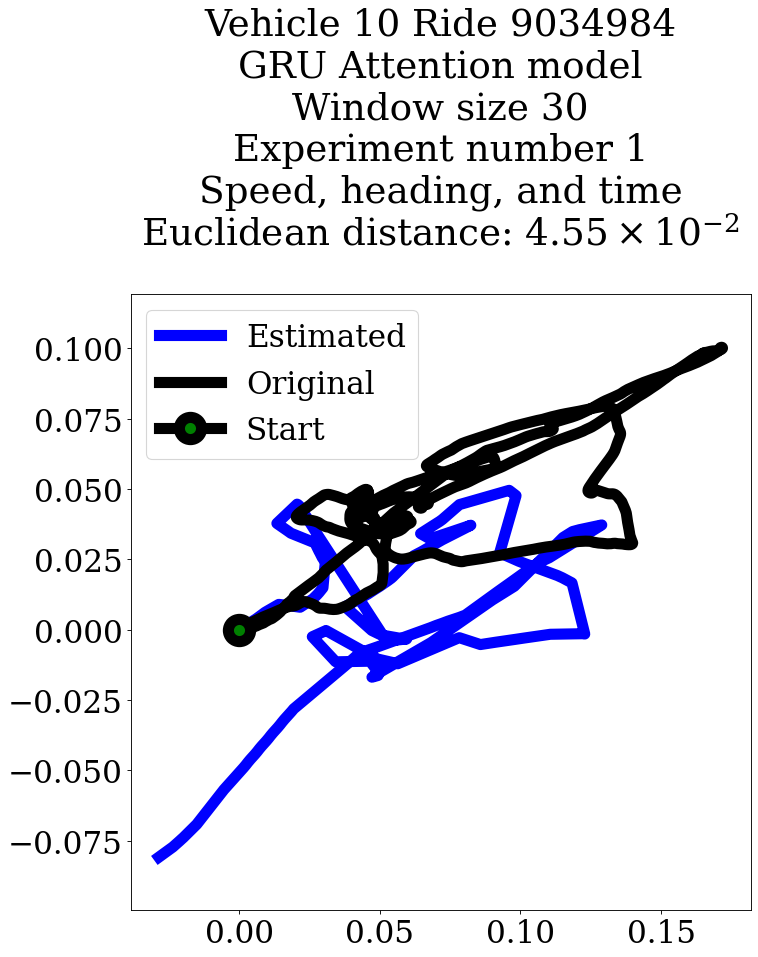 Vehicle 10 Ride 9034984
GRU Attention model
Window size 30
Experiment number 1
Speed, heading, and time
Euclidean distance: 4.55 × 10⁻²
Estimated
Original
Start
0.100
0.075
0.050
0.025
0.000
−0.025
−0.050
−0.075
0.00 0.05 0.10 0.15